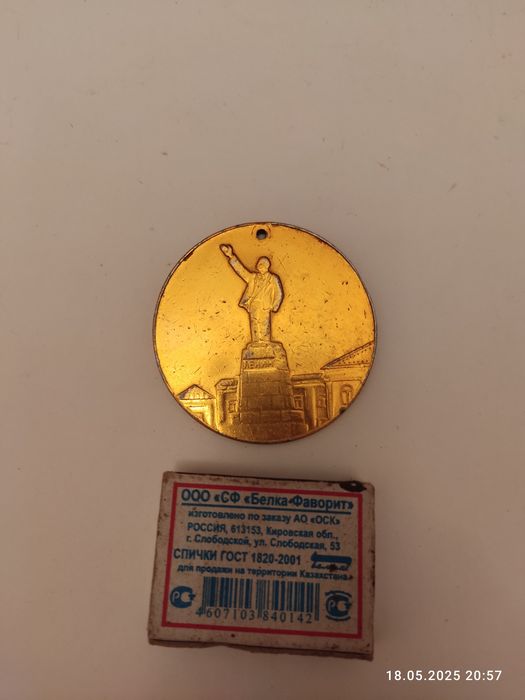 ЛЕНИН
ООО «СФ «Белка-Фаворит»
изготовлено по заказу АО «ОСК»
РОССИЯ, 613153, Кировская обл.,
г. Слободской, ул. Слободская, 53
СПИЧКИ ГОСТ 1820-2001
для продажи на территории Казахстана
4607103840142
18.05.2025 20:57